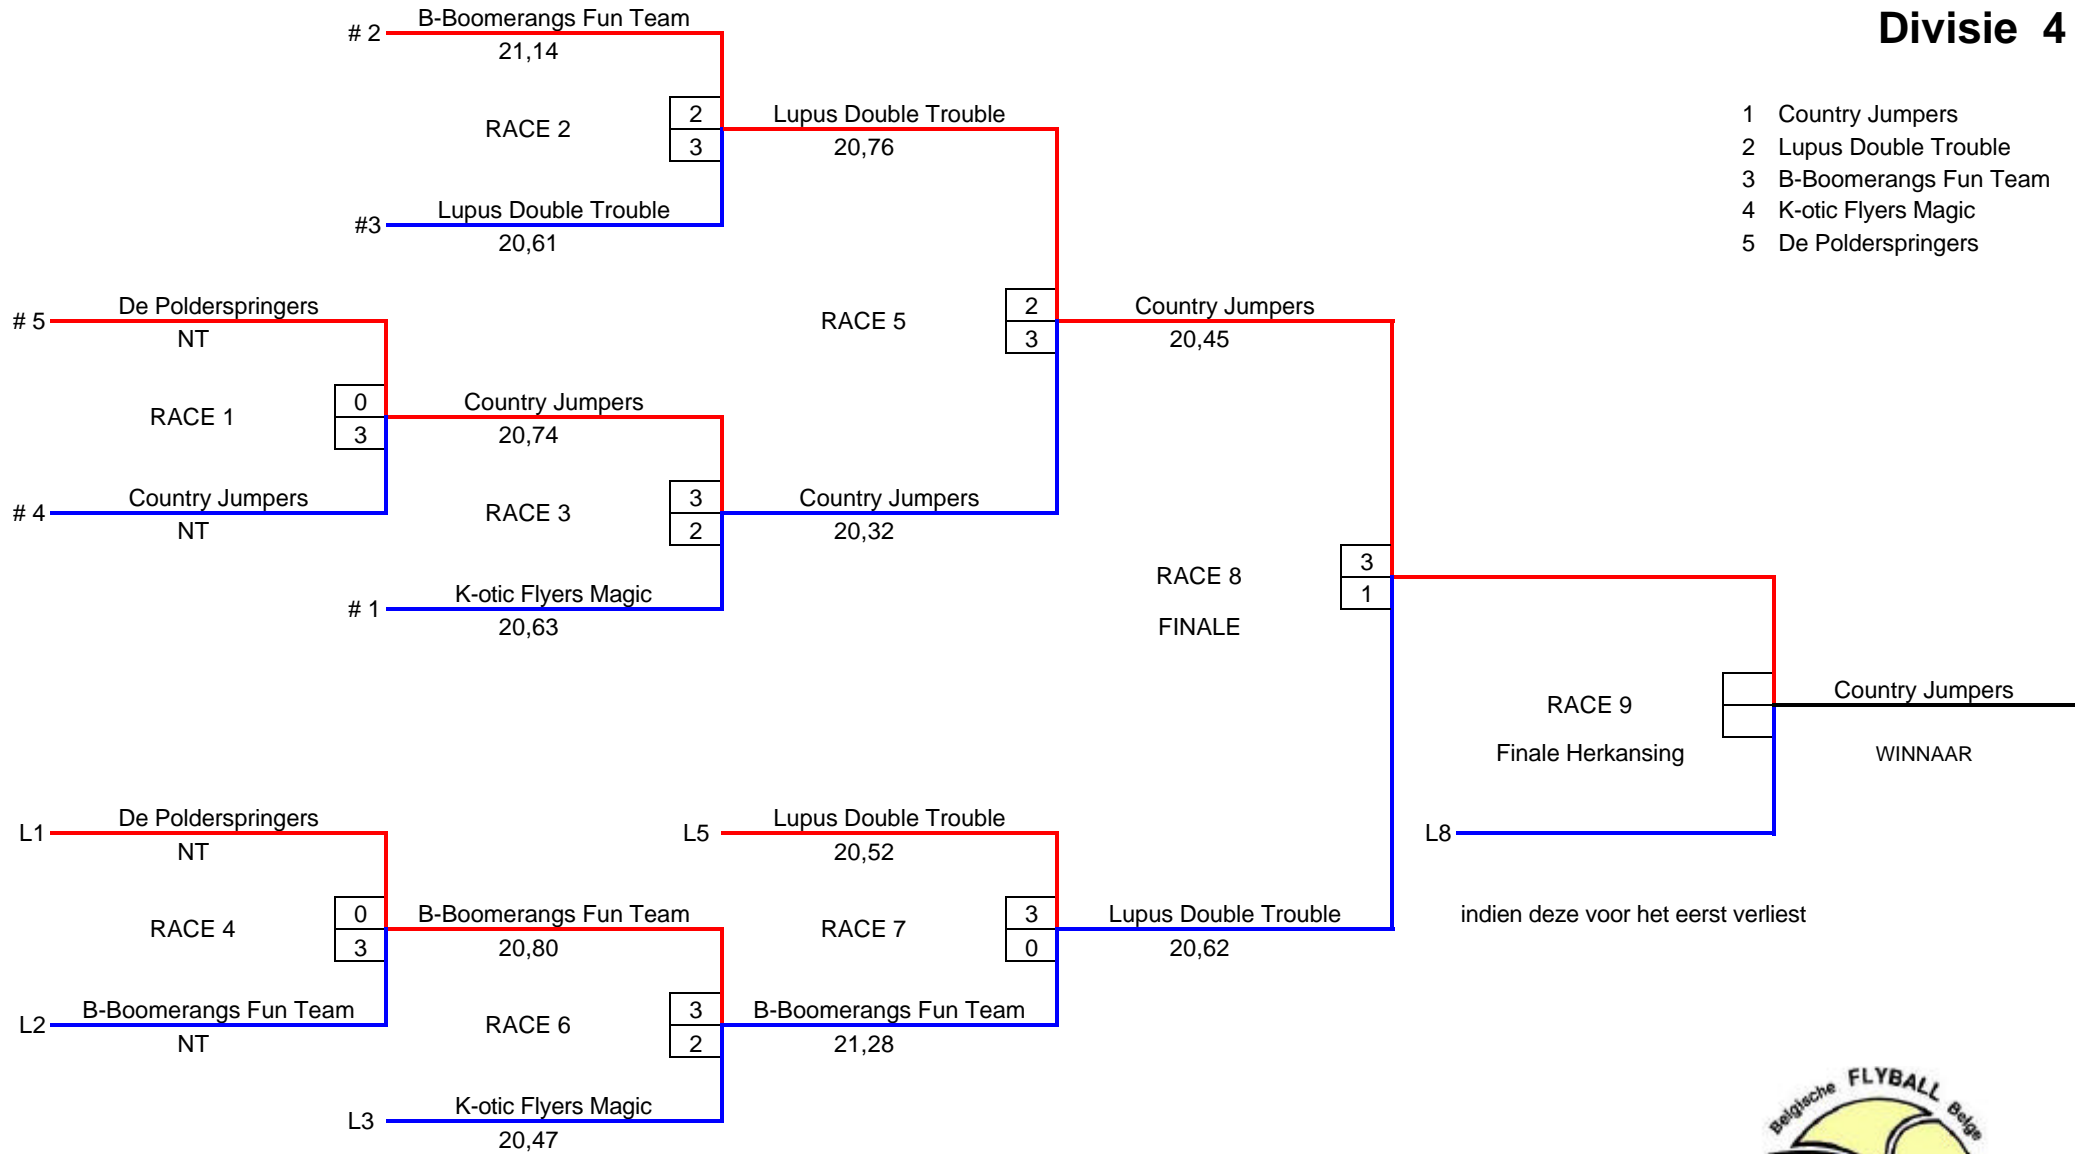 Divisie 4
1 Country Jumpers
2 Lupus Double Trouble
3 B-Boomerangs Fun Team
4 K-otic Flyers Magic
5 De Polderspringers
# 2 B-Boomerangs Fun Team
21,14
RACE 2
2
3
#3 Lupus Double Trouble
20,61
Lupus Double Trouble
20,76
# 5 De Polderspringers
NT
RACE 1
0
3
# 4 Country Jumpers
NT
Country Jumpers
20,74
RACE 3
3
2
# 1 K-otic Flyers Magic
20,63
Country Jumpers
20,32
RACE 5
2
3
Country Jumpers
20,45
RACE 8
FINALE
3
1
RACE 9
Finale Herkansing
Country Jumpers
WINNAAR
L8
indien deze voor het eerst verliest
L1 De Polderspringers
NT
RACE 4
0
3
L2 B-Boomerangs Fun Team
NT
B-Boomerangs Fun Team
20,80
RACE 6
3
2
L3 K-otic Flyers Magic
20,47
L5 Lupus Double Trouble
20,52
RACE 7
3
0
B-Boomerangs Fun Team
21,28
Lupus Double Trouble
20,62
Belgische FLYBALL Belge